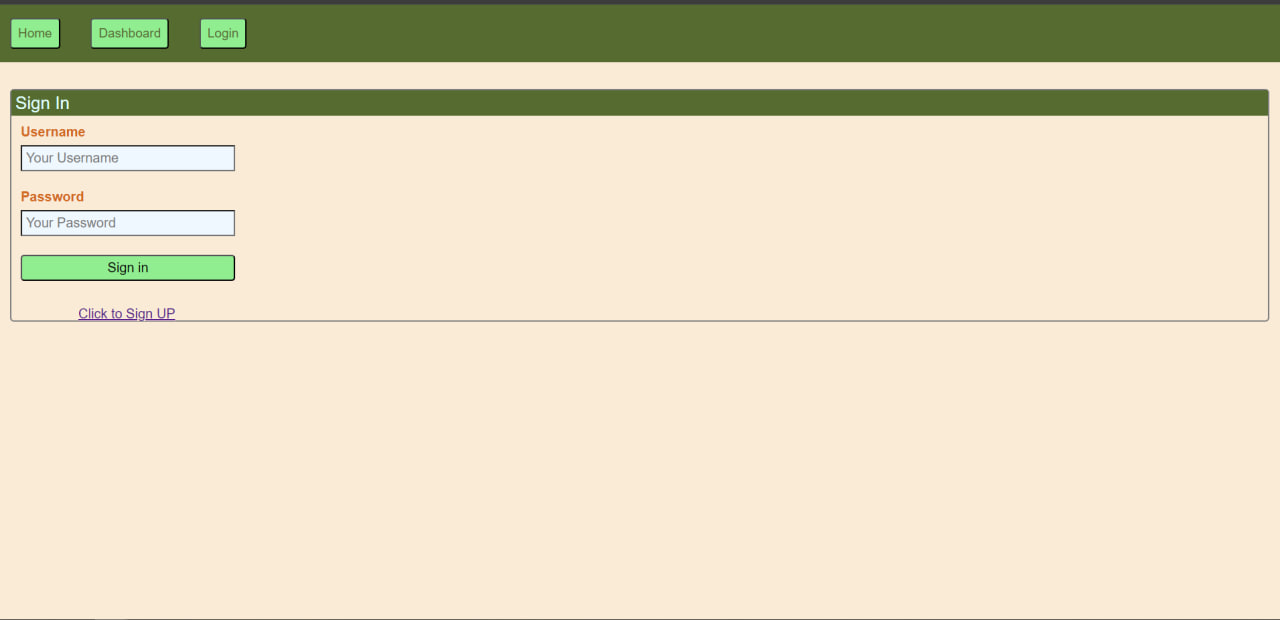 Home Dashboard Login
Sign In
Username
Your Username
Password
Your Password
Sign in
Click to Sign UP